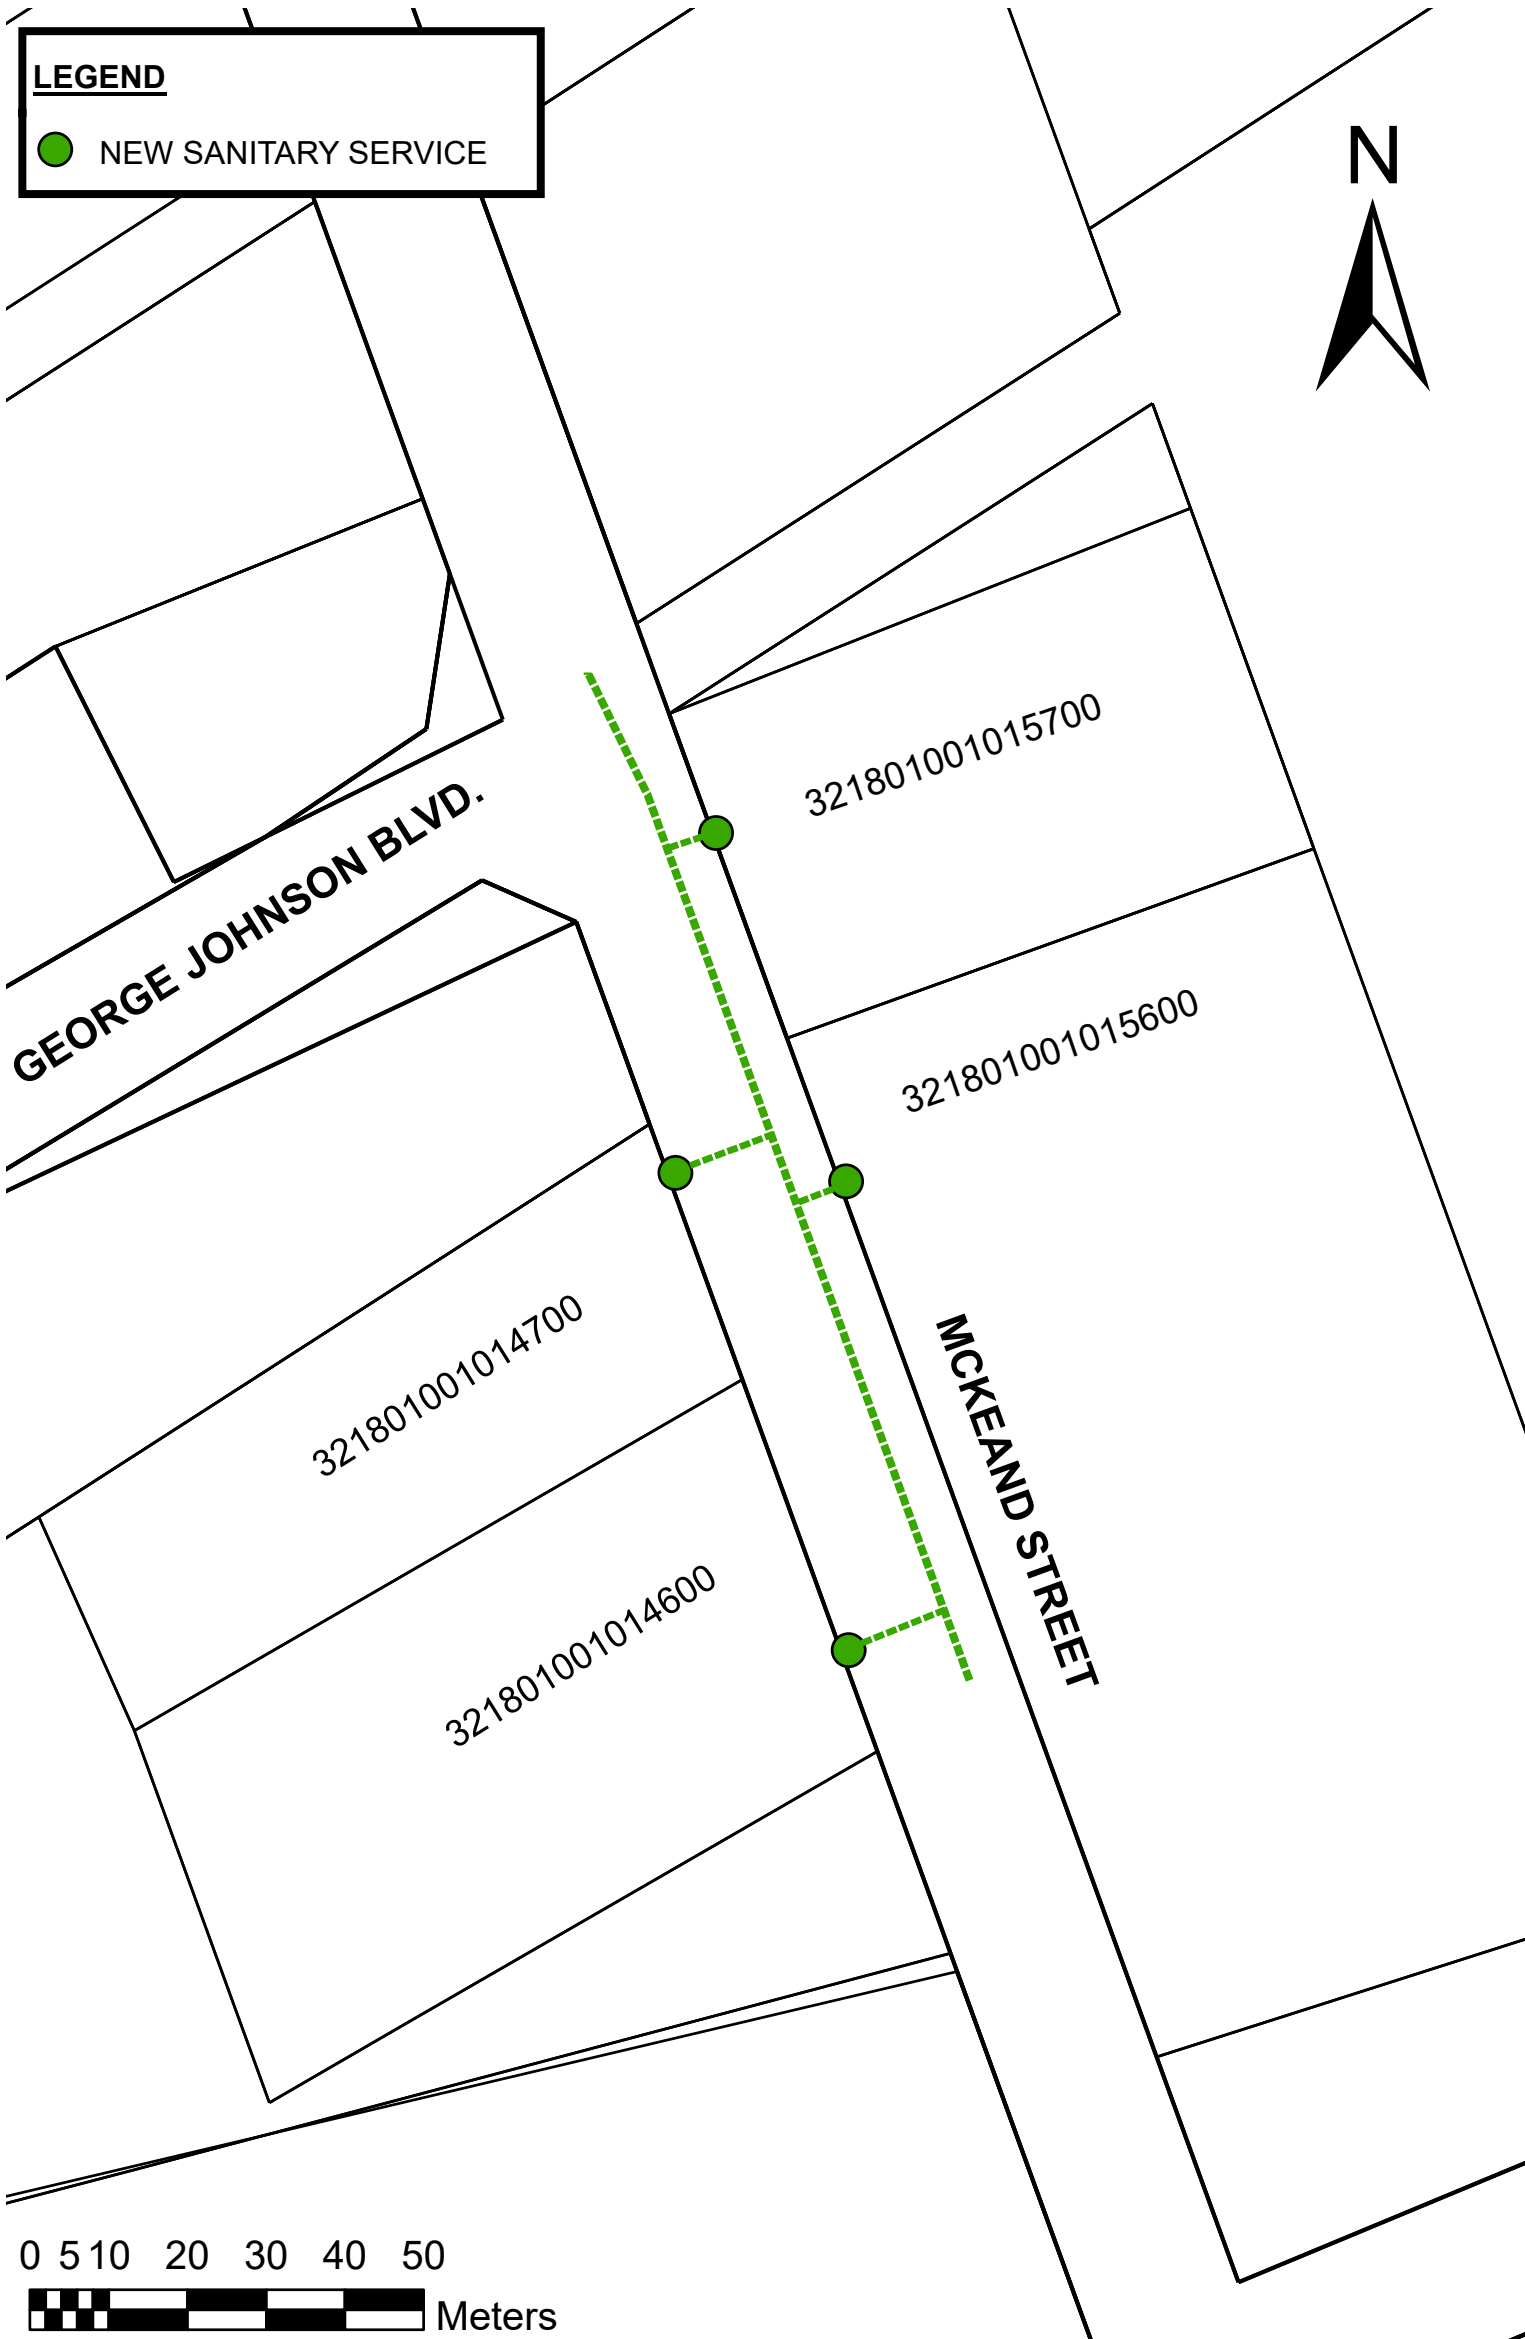 LEGEND
NEW SANITARY SERVICE
N
321801001015700
GEORGE JOHNSON BLVD.
321801001015600
321801001014700
MCKEAND STREET
321801001014600
0 5 10 20 30 40 50
Meters